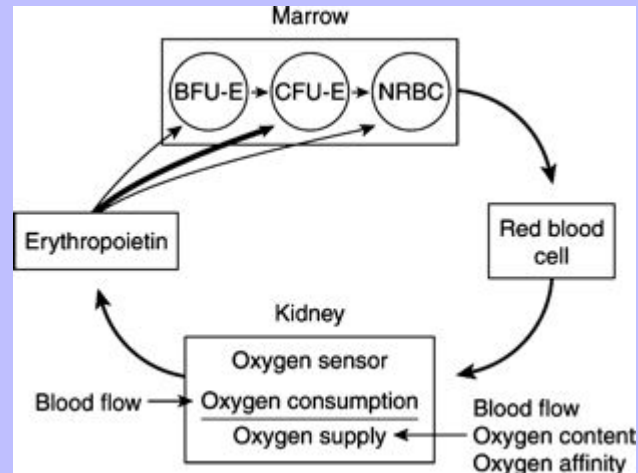 Marrow
BFU-E
CFU-E
NRBC
Erythropoietin
Red blood
cell
Kidney
Oxygen sensor
Blood flow
Oxygen consumption
Oxygen supply
Blood flow
Oxygen content
Oxygen affinity